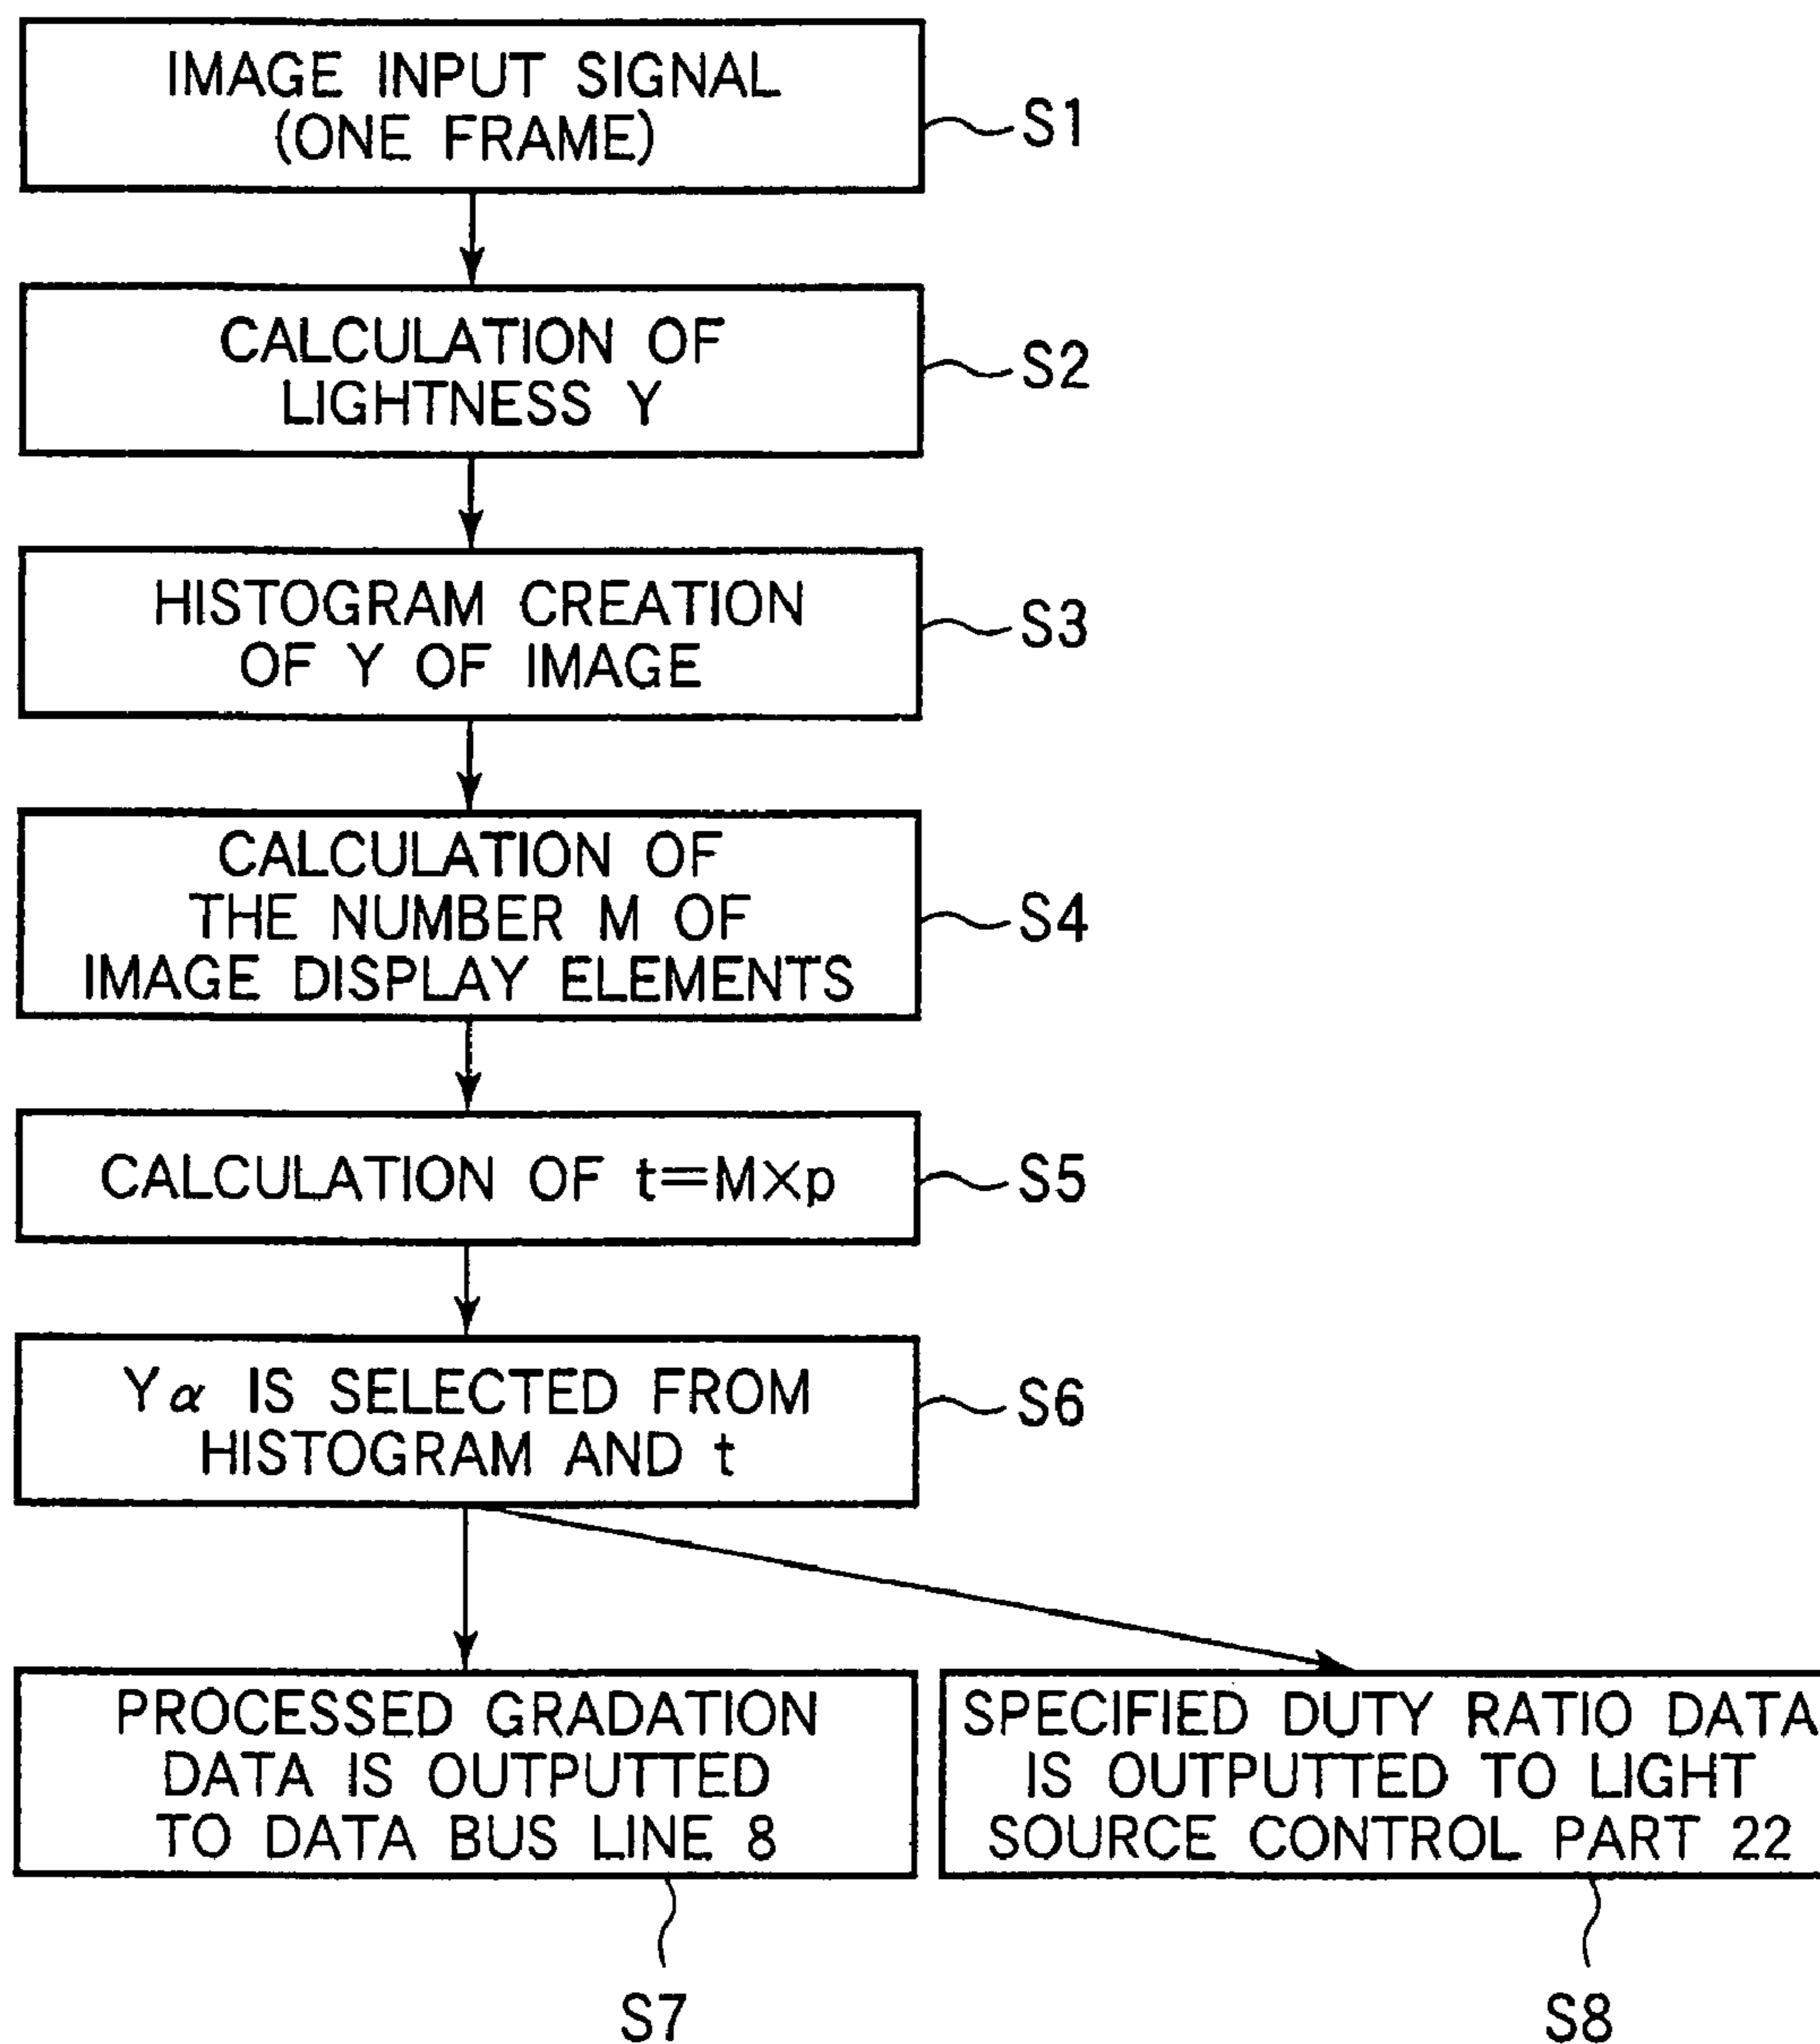 IMAGE INPUT SIGNAL
(ONE FRAME)
S1
CALCULATION OF
LIGHTNESS Y
S2
HISTOGRAM CREATION
OF Y OF IMAGE
S3
CALCULATION OF
THE NUMBER M OF
IMAGE DISPLAY ELEMENTS
S4
CALCULATION OF t=M×p
S5
Yα IS SELECTED FROM
HISTOGRAM AND t
S6
PROCESSED GRADATION
DATA IS OUTPUTTED
TO DATA BUS LINE 8
S7
SPECIFIED DUTY RATIO DATA
IS OUTPUTTED TO LIGHT
SOURCE CONTROL PART 22
S8